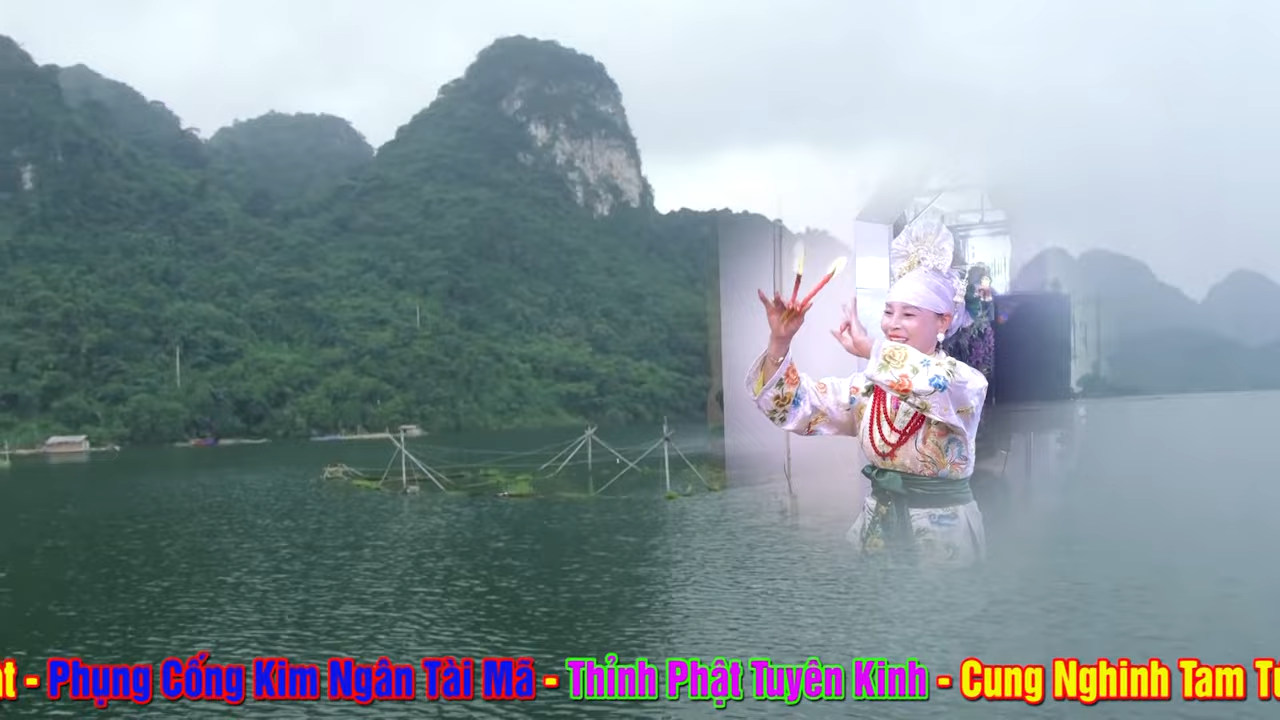 - Phụng Cống Kim Ngân Tài Mã - Thỉnh Phật Tuyên Kinh - Cung Nghinh Tam